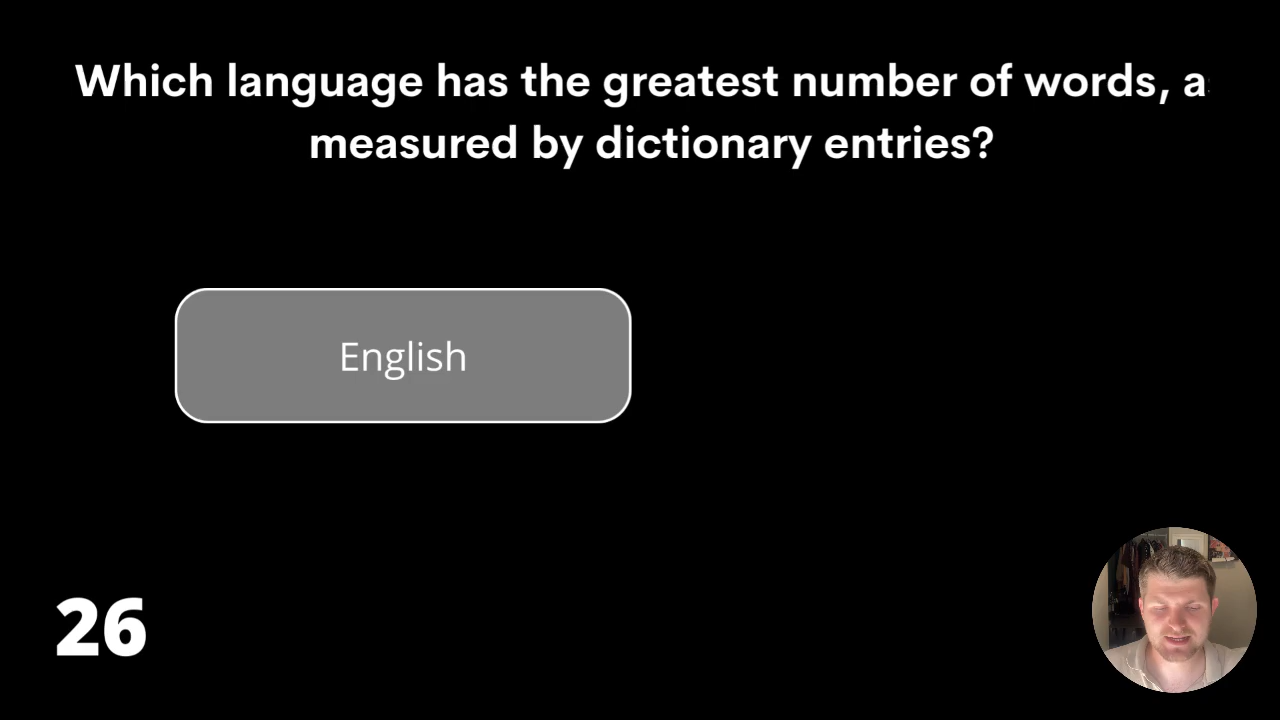 Which language has the greatest number of words, a
measured by dictionary entries?
English
26